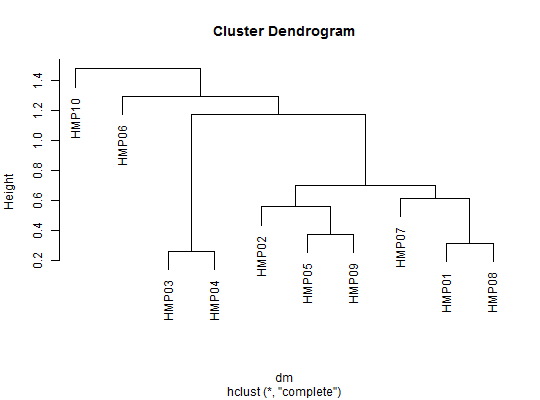 Cluster Dendrogram
Height
1.4
1.2
1.0
0.8
0.6
0.4
0.2
HMP10
HMP06
HMP03
HMP04
HMP02
HMP05
HMP09
HMP07
HMP01
HMP08
dm
hclust (*, "complete")